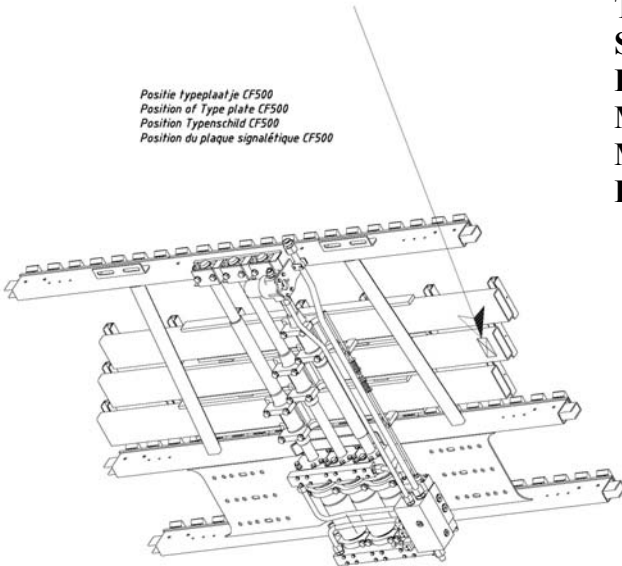 Positie typeplaatje CF500
Position of Type plate CF500
Position Typenschild CF500
Position du plaque signalétique CF500